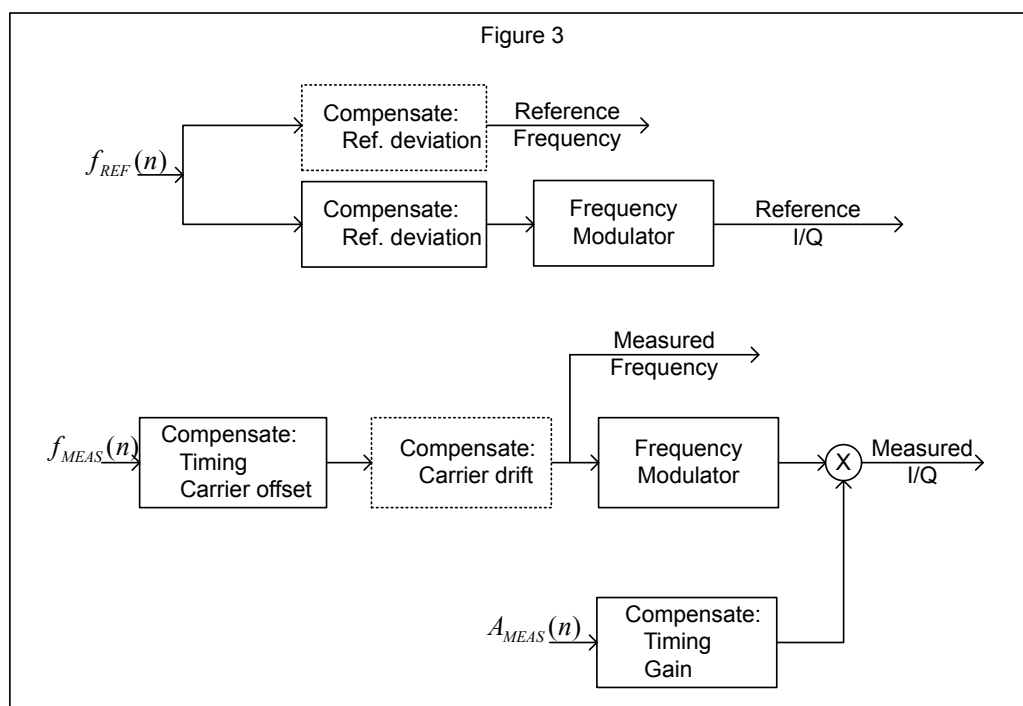 Figure 3
Compensate:
Ref. deviation
Reference
Frequency
f_REF(n)
Compensate:
Ref. deviation
Frequency
Modulator
Reference
I/Q
Measured
Frequency
f_MEAS(n)
Compensate:
Timing
Carrier offset
Compensate:
Carrier drift
Frequency
Modulator
X
Measured
I/Q
A_MEAS(n)
Compensate:
Timing
Gain